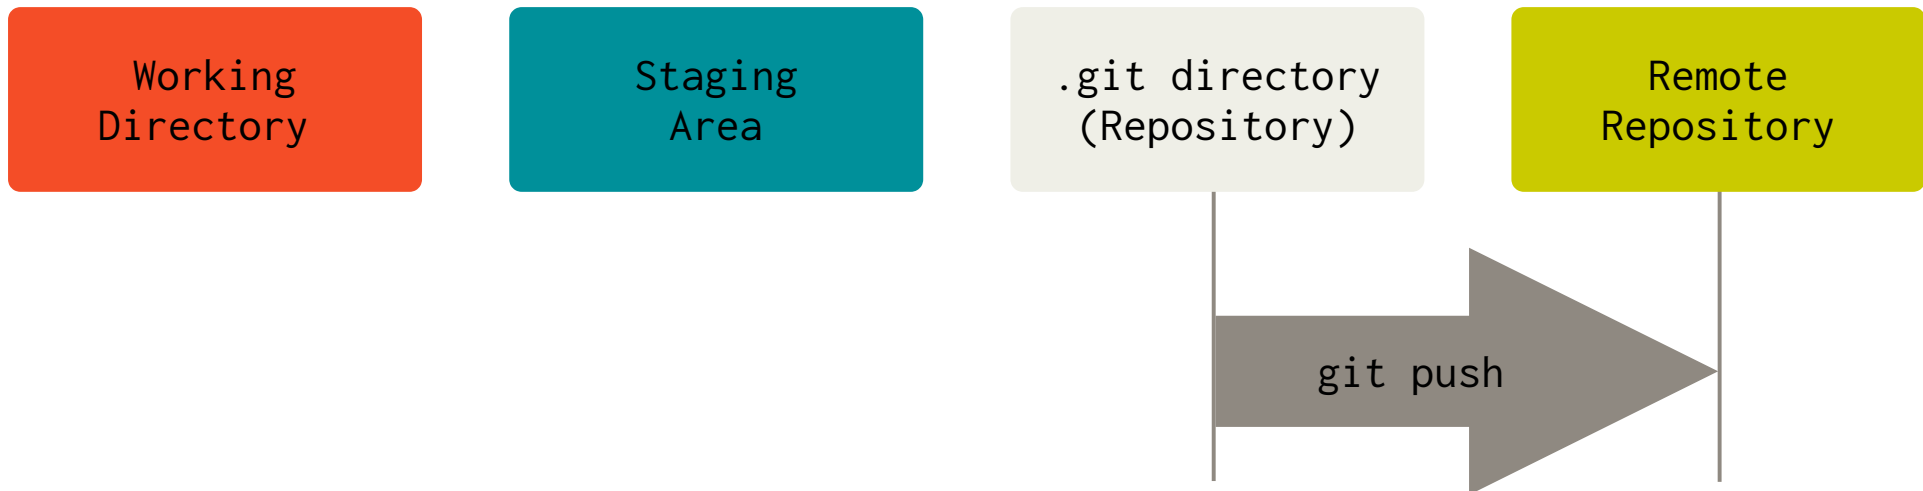 Working
Directory
Staging
Area
.git directory
(Repository)
Remote
Repository
git push